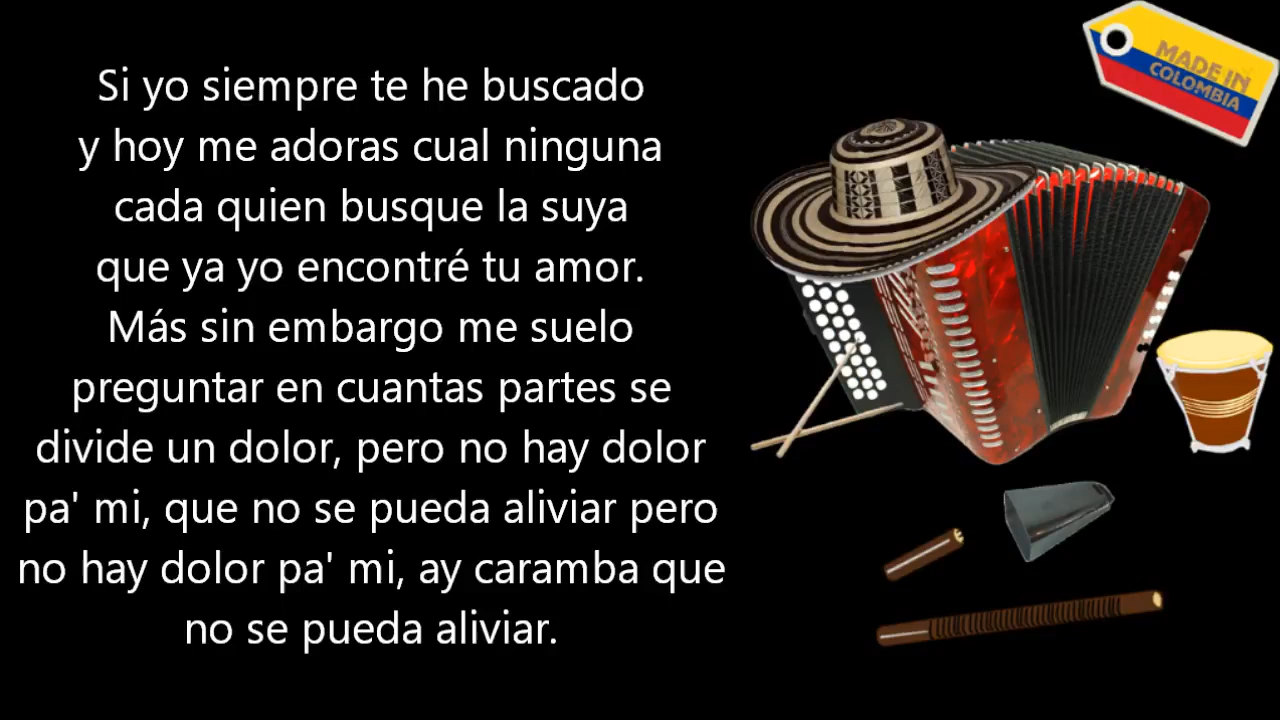 Si yo siempre te he buscado
y hoy me adoras cual ninguna
cada quien busque la suya
que ya yo encontré tu amor.
Más sin embargo me suelo
preguntar en cuantas partes se
divide un dolor, pero no hay dolor
pa' mi, que no se pueda aliviar pero
no hay dolor pa' mi, ay caramba que
no se pueda aliviar.
MADE IN
COLOMBIA